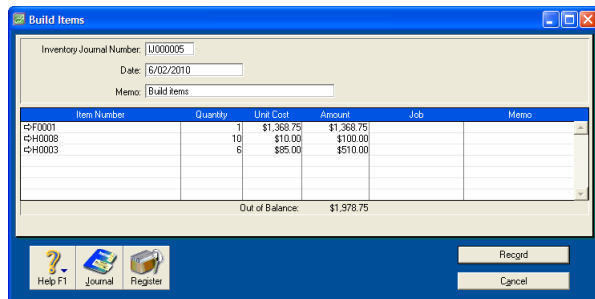 Build Items
Inventory Journal Number: IJ000005
Date: 6/02/2010
Memo: Build items
Item Number Quantity Unit Cost Amount Job Memo
F0001 1 $1,368.75 $1,368.75
H0008 10 $10.00 $100.00
H0003 6 $85.00 $510.00
Out of Balance: $1,978.75
Help F1 Journal Register
Record
Cancel